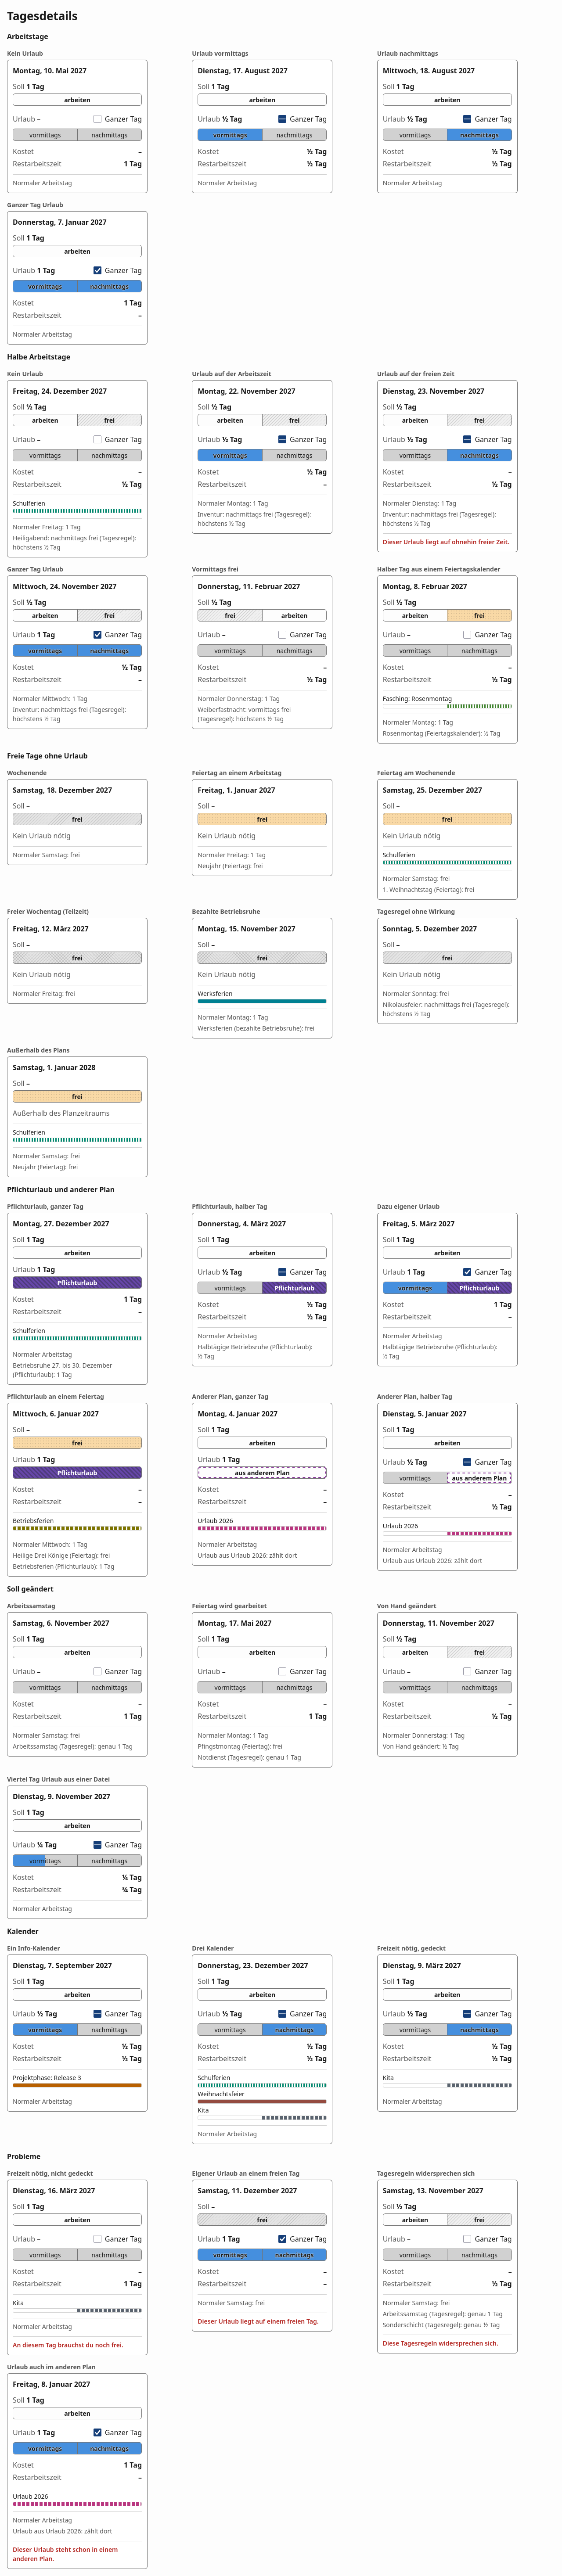 Tagesdetails
Arbeitstage
Kein Urlaub
Montag, 10. Mai 2027
Soll 1 Tag
arbeiten
Urlaub – Ganzer Tag
vormittags nachmittags
Kostet –
Restarbeitszeit 1 Tag
Normaler Arbeitstag
Urlaub vormittags
Dienstag, 17. August 2027
Soll 1 Tag
arbeiten
Urlaub ½ Tag Ganzer Tag
vormittags nachmittags
Kostet ½ Tag
Restarbeitszeit ½ Tag
Normaler Arbeitstag
Urlaub nachmittags
Mittwoch, 18. August 2027
Soll 1 Tag
arbeiten
Urlaub ½ Tag Ganzer Tag
vormittags nachmittags
Kostet ½ Tag
Restarbeitszeit ½ Tag
Normaler Arbeitstag
Ganzer Tag Urlaub
Donnerstag, 7. Januar 2027
Soll 1 Tag
arbeiten
Urlaub 1 Tag Ganzer Tag
vormittags nachmittags
Kostet 1 Tag
Restarbeitszeit –
Normaler Arbeitstag
Halbe Arbeitstage
Kein Urlaub
Freitag, 24. Dezember 2027
Soll ½ Tag
arbeiten frei
Urlaub – Ganzer Tag
vormittags nachmittags
Kostet –
Restarbeitszeit ½ Tag
Schulferien
Normaler Freitag: 1 Tag
Heiligabend: nachmittags frei (Tagesregel):
höchstens ½ Tag
Urlaub auf der Arbeitszeit
Montag, 22. November 2027
Soll ½ Tag
arbeiten frei
Urlaub ½ Tag Ganzer Tag
vormittags nachmittags
Kostet ½ Tag
Restarbeitszeit –
Normaler Montag: 1 Tag
Inventur: nachmittags frei (Tagesregel):
höchstens ½ Tag
Urlaub auf der freien Zeit
Dienstag, 23. November 2027
Soll ½ Tag
arbeiten frei
Urlaub ½ Tag Ganzer Tag
vormittags nachmittags
Kostet –
Restarbeitszeit ½ Tag
Normaler Dienstag: 1 Tag
Inventur: nachmittags frei (Tagesregel):
höchstens ½ Tag
Dieser Urlaub liegt auf ohnehin freier Zeit.
Ganzer Tag Urlaub
Mittwoch, 24. November 2027
Soll ½ Tag
arbeiten frei
Urlaub 1 Tag Ganzer Tag
vormittags nachmittags
Kostet ½ Tag
Restarbeitszeit –
Normaler Mittwoch: 1 Tag
Inventur: nachmittags frei (Tagesregel):
höchstens ½ Tag
Vormittags frei
Donnerstag, 11. Februar 2027
Soll ½ Tag
frei arbeiten
Urlaub – Ganzer Tag
vormittags nachmittags
Kostet –
Restarbeitszeit ½ Tag
Normaler Donnerstag: 1 Tag
Weiberfastnacht: vormittags frei
(Tagesregel): höchstens ½ Tag
Halber Tag aus einem Feiertagskalender
Montag, 8. Februar 2027
Soll ½ Tag
arbeiten frei
Urlaub – Ganzer Tag
vormittags nachmittags
Kostet –
Restarbeitszeit ½ Tag
Fasching: Rosenmontag
Normaler Montag: 1 Tag
Rosenmontag (Feiertagskalender): ½ Tag
Freie Tage ohne Urlaub
Wochenende
Samstag, 18. Dezember 2027
Soll –
frei
Kein Urlaub nötig
Normaler Samstag: frei
Feiertag an einem Arbeitstag
Freitag, 1. Januar 2027
Soll –
frei
Kein Urlaub nötig
Normaler Freitag: 1 Tag
Neujahr (Feiertag): frei
Feiertag am Wochenende
Samstag, 25. Dezember 2027
Soll –
frei
Kein Urlaub nötig
Schulferien
Normaler Samstag: frei
1. Weihnachtstag (Feiertag): frei
Freier Wochentag (Teilzeit)
Freitag, 12. März 2027
Soll –
frei
Kein Urlaub nötig
Normaler Freitag: frei
Bezahlte Betriebsruhe
Montag, 15. November 2027
Soll –
frei
Kein Urlaub nötig
Werksferien
Normaler Montag: 1 Tag
Werksferien (bezahlte Betriebsruhe): frei
Tagesregel ohne Wirkung
Sonntag, 5. Dezember 2027
Soll –
frei
Kein Urlaub nötig
Normaler Sonntag: frei
Nikolausfeier: nachmittags frei (Tagesregel):
höchstens ½ Tag
Außerhalb des Plans
Samstag, 1. Januar 2028
Soll –
frei
Außerhalb des Planzeitraums
Schulferien
Normaler Samstag: frei
Neujahr (Feiertag): frei
Pflichturlaub und anderer Plan
Pflichturlaub, ganzer Tag
Montag, 27. Dezember 2027
Soll 1 Tag
arbeiten
Urlaub 1 Tag
Pflichturlaub
Kostet 1 Tag
Restarbeitszeit –
Schulferien
Normaler Arbeitstag
Betriebsruhe 27. bis 30. Dezember
(Pflichturlaub): 1 Tag
Pflichturlaub, halber Tag
Donnerstag, 4. März 2027
Soll 1 Tag
arbeiten
Urlaub ½ Tag Ganzer Tag
vormittags Pflichturlaub
Kostet ½ Tag
Restarbeitszeit ½ Tag
Normaler Arbeitstag
Halbtägige Betriebsruhe (Pflichturlaub):
½ Tag
Dazu eigener Urlaub
Freitag, 5. März 2027
Soll 1 Tag
arbeiten
Urlaub 1 Tag Ganzer Tag
vormittags Pflichturlaub
Kostet 1 Tag
Restarbeitszeit –
Normaler Arbeitstag
Halbtägige Betriebsruhe (Pflichturlaub):
½ Tag
Pflichturlaub an einem Feiertag
Mittwoch, 6. Januar 2027
Soll –
frei
Urlaub 1 Tag
Pflichturlaub
Kostet –
Restarbeitszeit –
Betriebsferien
Normaler Mittwoch: 1 Tag
Heilige Drei Könige (Feiertag): frei
Betriebsferien (Pflichturlaub): 1 Tag
Anderer Plan, ganzer Tag
Montag, 4. Januar 2027
Soll 1 Tag
arbeiten
Urlaub 1 Tag
aus anderem Plan
Kostet –
Restarbeitszeit –
Urlaub 2026
Normaler Arbeitstag
Urlaub aus Urlaub 2026: zählt dort
Anderer Plan, halber Tag
Dienstag, 5. Januar 2027
Soll 1 Tag
arbeiten
Urlaub ½ Tag Ganzer Tag
vormittags aus anderem Plan
Kostet –
Restarbeitszeit ½ Tag
Urlaub 2026
Normaler Arbeitstag
Urlaub aus Urlaub 2026: zählt dort
Soll geändert
Arbeitssamstag
Samstag, 6. November 2027
Soll 1 Tag
arbeiten
Urlaub – Ganzer Tag
vormittags nachmittags
Kostet –
Restarbeitszeit 1 Tag
Normaler Samstag: frei
Arbeitssamstag (Tagesregel): genau 1 Tag
Feiertag wird gearbeitet
Montag, 17. Mai 2027
Soll 1 Tag
arbeiten
Urlaub – Ganzer Tag
vormittags nachmittags
Kostet –
Restarbeitszeit 1 Tag
Normaler Montag: 1 Tag
Pfingstmontag (Feiertag): frei
Notdienst (Tagesregel): genau 1 Tag
Von Hand geändert
Donnerstag, 11. November 2027
Soll ½ Tag
arbeiten frei
Urlaub – Ganzer Tag
vormittags nachmittags
Kostet –
Restarbeitszeit ½ Tag
Normaler Donnerstag: 1 Tag
Von Hand geändert: ½ Tag
Viertel Tag Urlaub aus einer Datei
Dienstag, 9. November 2027
Soll 1 Tag
arbeiten
Urlaub ¼ Tag Ganzer Tag
vormittags nachmittags
Kostet ¼ Tag
Restarbeitszeit ¾ Tag
Normaler Arbeitstag
Kalender
Ein Info-Kalender
Dienstag, 7. September 2027
Soll 1 Tag
arbeiten
Urlaub ½ Tag Ganzer Tag
vormittags nachmittags
Kostet ½ Tag
Restarbeitszeit ½ Tag
Projektphase: Release 3
Normaler Arbeitstag
Drei Kalender
Donnerstag, 23. Dezember 2027
Soll 1 Tag
arbeiten
Urlaub ½ Tag Ganzer Tag
vormittags nachmittags
Kostet ½ Tag
Restarbeitszeit ½ Tag
Schulferien
Weihnachtsfeier
Kita
Normaler Arbeitstag
Freizeit nötig, gedeckt
Dienstag, 9. März 2027
Soll 1 Tag
arbeiten
Urlaub ½ Tag Ganzer Tag
vormittags nachmittags
Kostet ½ Tag
Restarbeitszeit ½ Tag
Kita
Normaler Arbeitstag
Probleme
Freizeit nötig, nicht gedeckt
Dienstag, 16. März 2027
Soll 1 Tag
arbeiten
Urlaub – Ganzer Tag
vormittags nachmittags
Kostet –
Restarbeitszeit 1 Tag
Kita
Normaler Arbeitstag
An diesem Tag brauchst du noch frei.
Eigener Urlaub an einem freien Tag
Samstag, 11. Dezember 2027
Soll –
frei
Urlaub 1 Tag Ganzer Tag
vormittags nachmittags
Kostet –
Restarbeitszeit –
Normaler Samstag: frei
Dieser Urlaub liegt auf einem freien Tag.
Tagesregeln widersprechen sich
Samstag, 13. November 2027
Soll ½ Tag
arbeiten frei
Urlaub – Ganzer Tag
vormittags nachmittags
Kostet –
Restarbeitszeit ½ Tag
Normaler Samstag: frei
Arbeitssamstag (Tagesregel): genau 1 Tag
Sonderschicht (Tagesregel): genau ½ Tag
Diese Tagesregeln widersprechen sich.
Urlaub auch im anderen Plan
Freitag, 8. Januar 2027
Soll 1 Tag
arbeiten
Urlaub 1 Tag Ganzer Tag
vormittags nachmittags
Kostet 1 Tag
Restarbeitszeit –
Urlaub 2026
Normaler Arbeitstag
Urlaub aus Urlaub 2026: zählt dort
Dieser Urlaub steht schon in einem
anderen Plan.